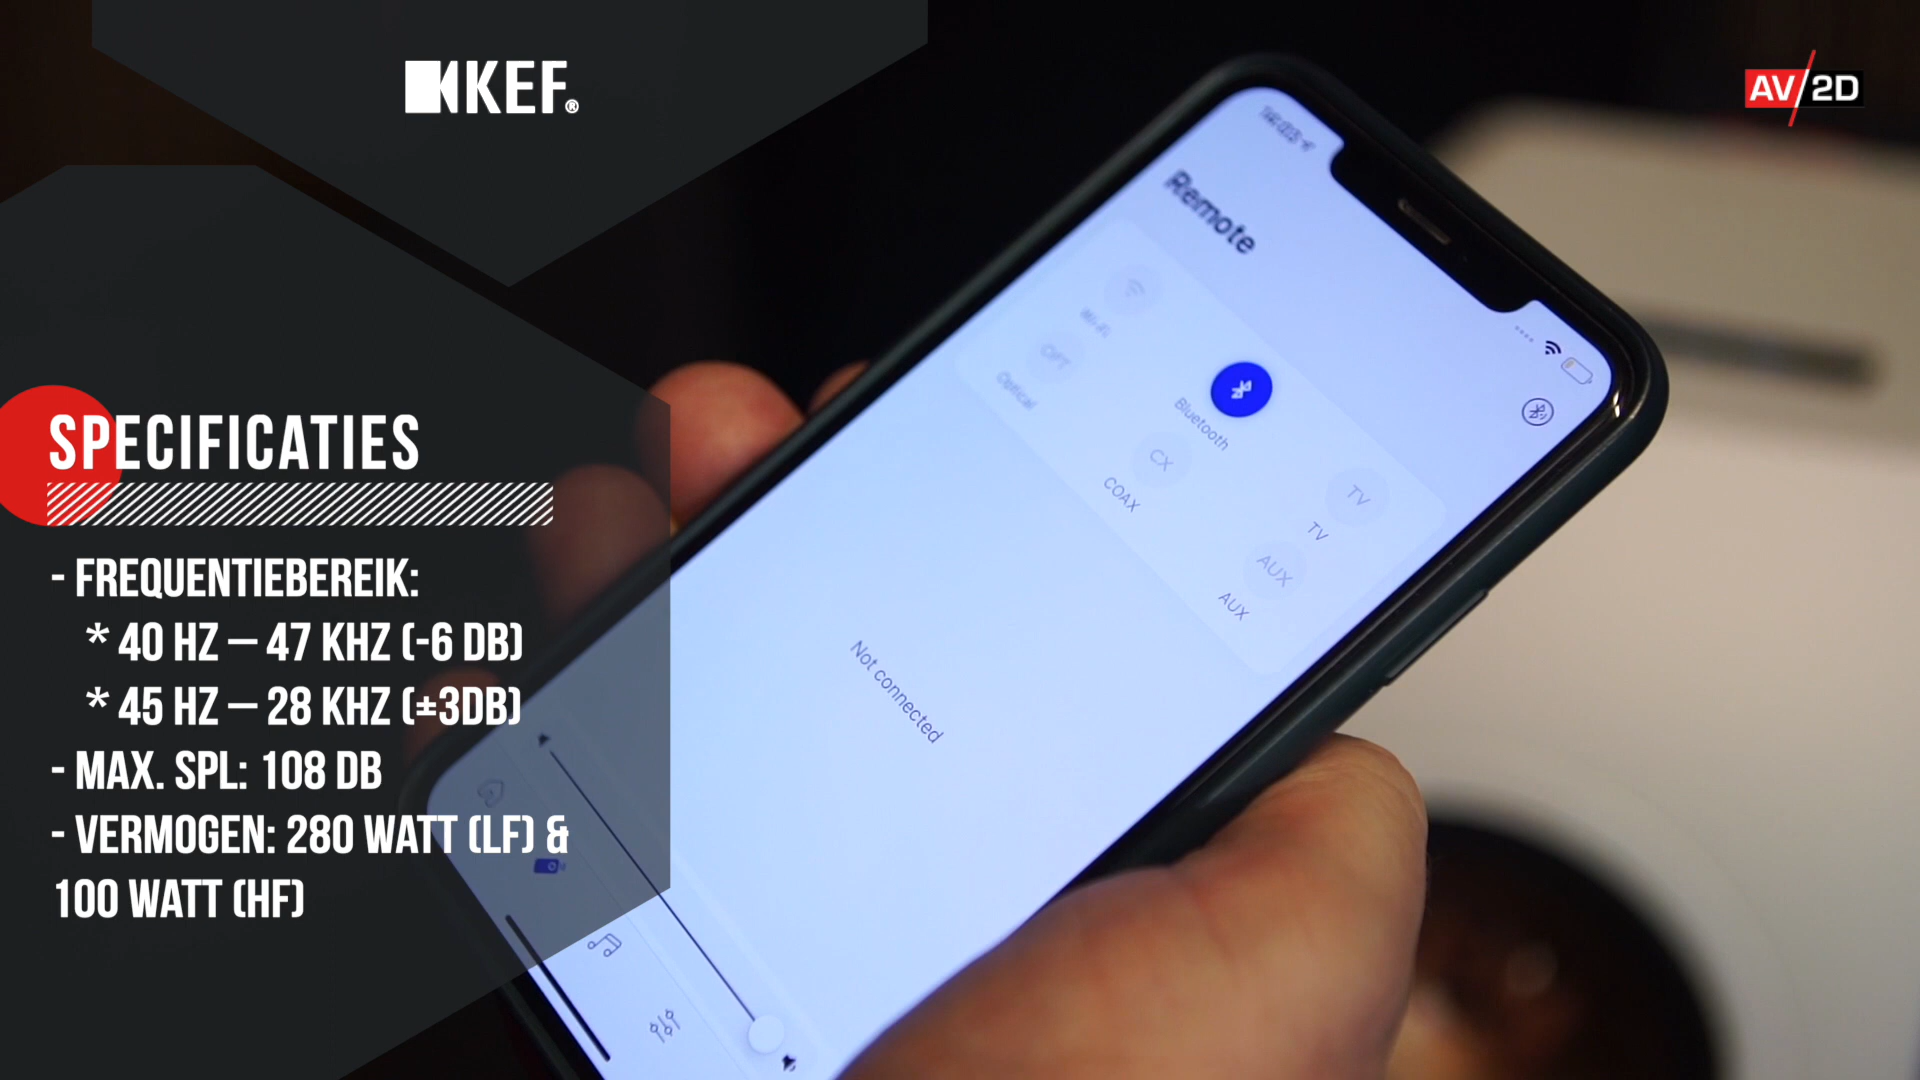 KEF®
AV/2D
SPECIFICATIES
- FREQUENTIEBEREIK:
* 40 HZ – 47 KHZ (-6 DB)
* 45 HZ – 28 KHZ (±3DB)
- MAX. SPL: 108 DB
- VERMOGEN: 280 WATT (LF) &
100 WATT (HF)
Remote
Wi-Fi
Bluetooth
TV
TV
OPT
Optical
CX
COAX
AUX
AUX
Not connected